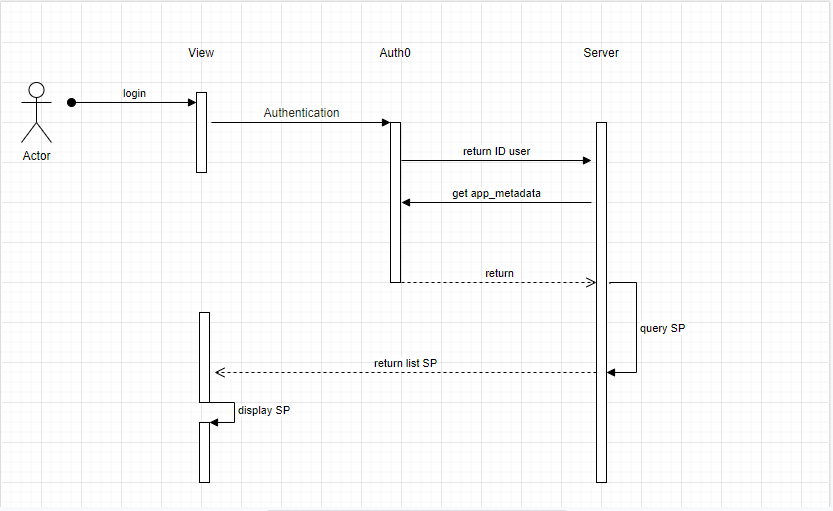 View
Auth0
Server
login
Authentication
Actor
return ID user
get app_metadata
return
query SP
return list SP
display SP